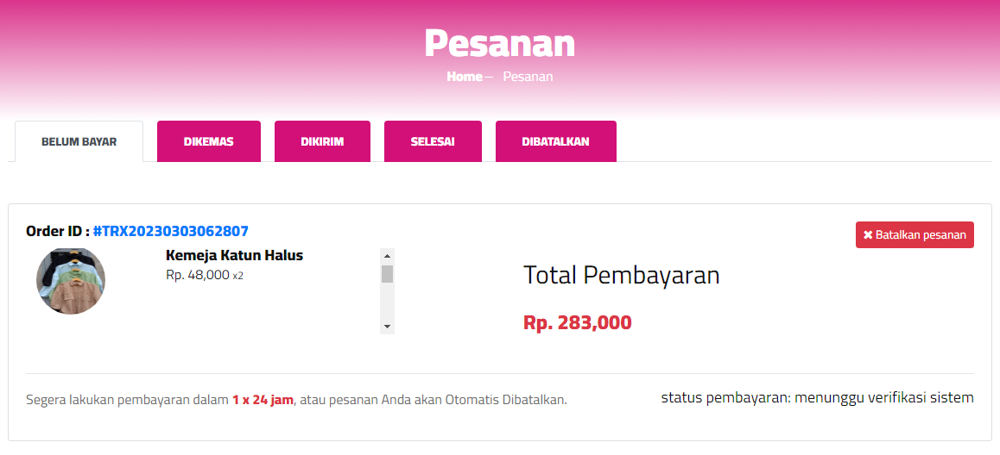 Pesanan
Home – Pesanan
BELUM BAYAR DIKEMAS DIKIRIM SELESAI DIBATALKAN
Order ID : #TRX20230303062807
✖ Batalkan pesanan
Kemeja Katun Halus
Rp. 48,000 x2
Total Pembayaran
Rp. 283,000
Segera lakukan pembayaran dalam 1 x 24 jam, atau pesanan Anda akan Otomatis Dibatalkan.
status pembayaran: menunggu verifikasi sistem